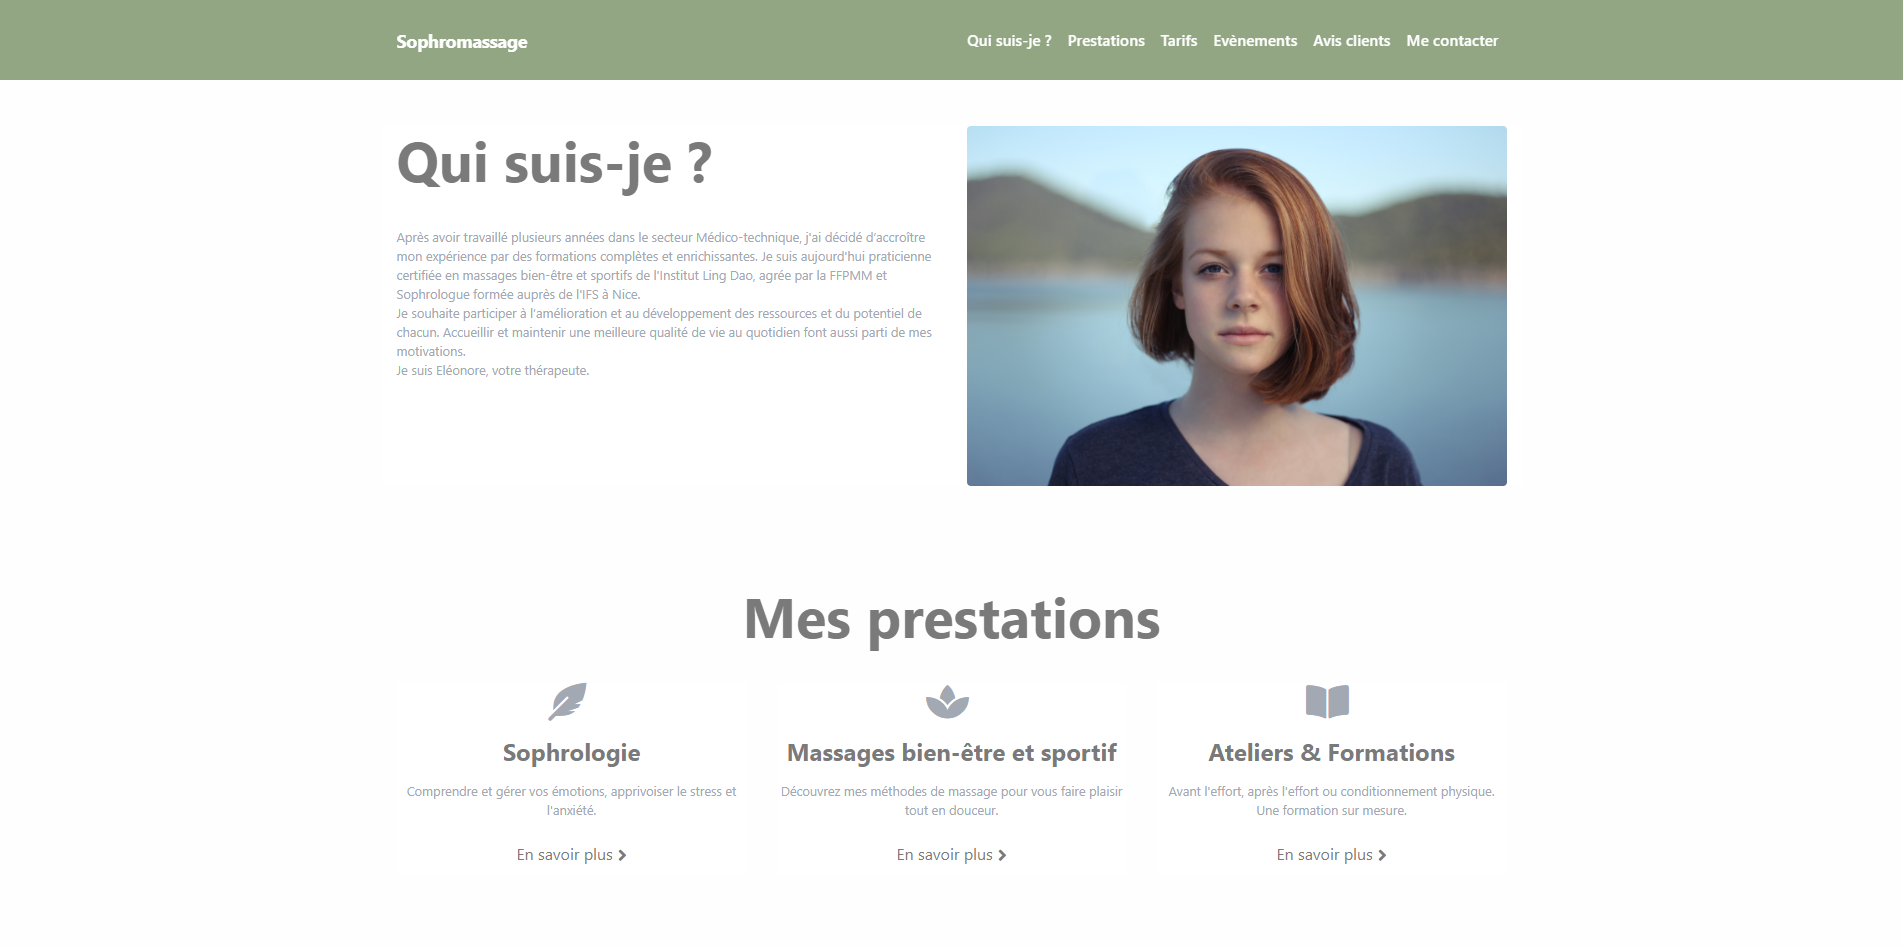 Sophromassage
Qui suis-je ? Prestations Tarifs Evènements Avis clients Me contacter
Qui suis-je ?
Après avoir travaillé plusieurs années dans le secteur Médico-technique, j'ai décidé d'accroître
mon expérience par des formations complètes et enrichissantes. Je suis aujourd'hui praticienne
certifiée en massages bien-être et sportifs de l'Institut Ling Dao, agrée par la FFPMM et
Sophrologue formée auprès de l'IFS à Nice.
Je souhaite participer à l'amélioration et au développement des ressources et du potentiel de
chacun. Accueillir et maintenir une meilleure qualité de vie au quotidien font aussi parti de mes
motivations.
Je suis Eléonore, votre thérapeute.
Mes prestations
Sophrologie
Comprendre et gérer vos émotions, apprivoiser le stress et
l'anxiété.
En savoir plus
Massages bien-être et sportif
Découvrez mes méthodes de massage pour vous faire plaisir
tout en douceur.
En savoir plus
Ateliers & Formations
Avant l'effort, après l'effort ou conditionnement physique.
Une formation sur mesure.
En savoir plus